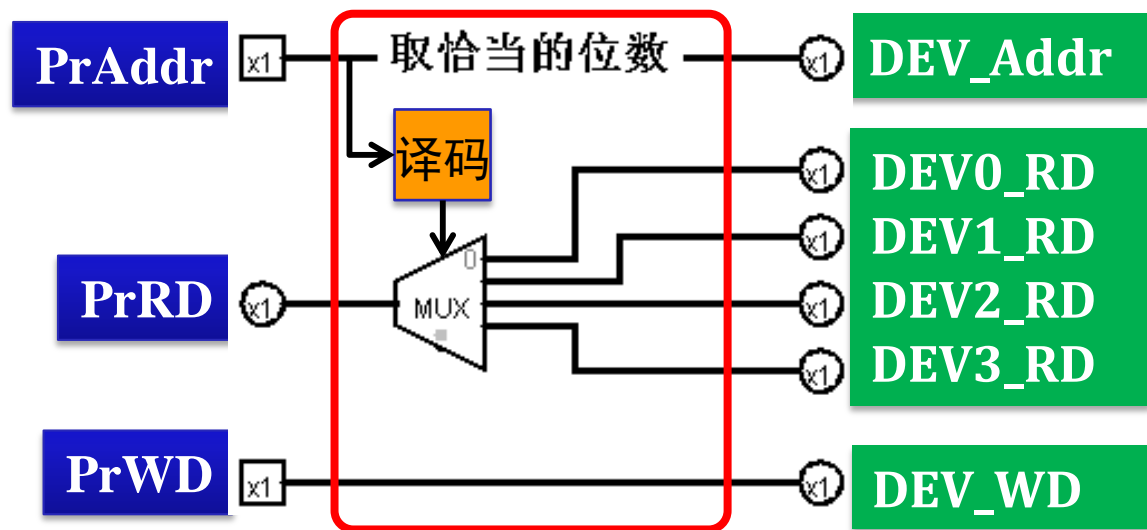 PrAddr
x1
取恰当的位数
x1
DEV_Addr
译码
x1
DEV0_RD
0
x1
DEV1_RD
PrRD
x1
MUX
x1
DEV2_RD
x1
DEV3_RD
PrWD
x1
x1
DEV_WD